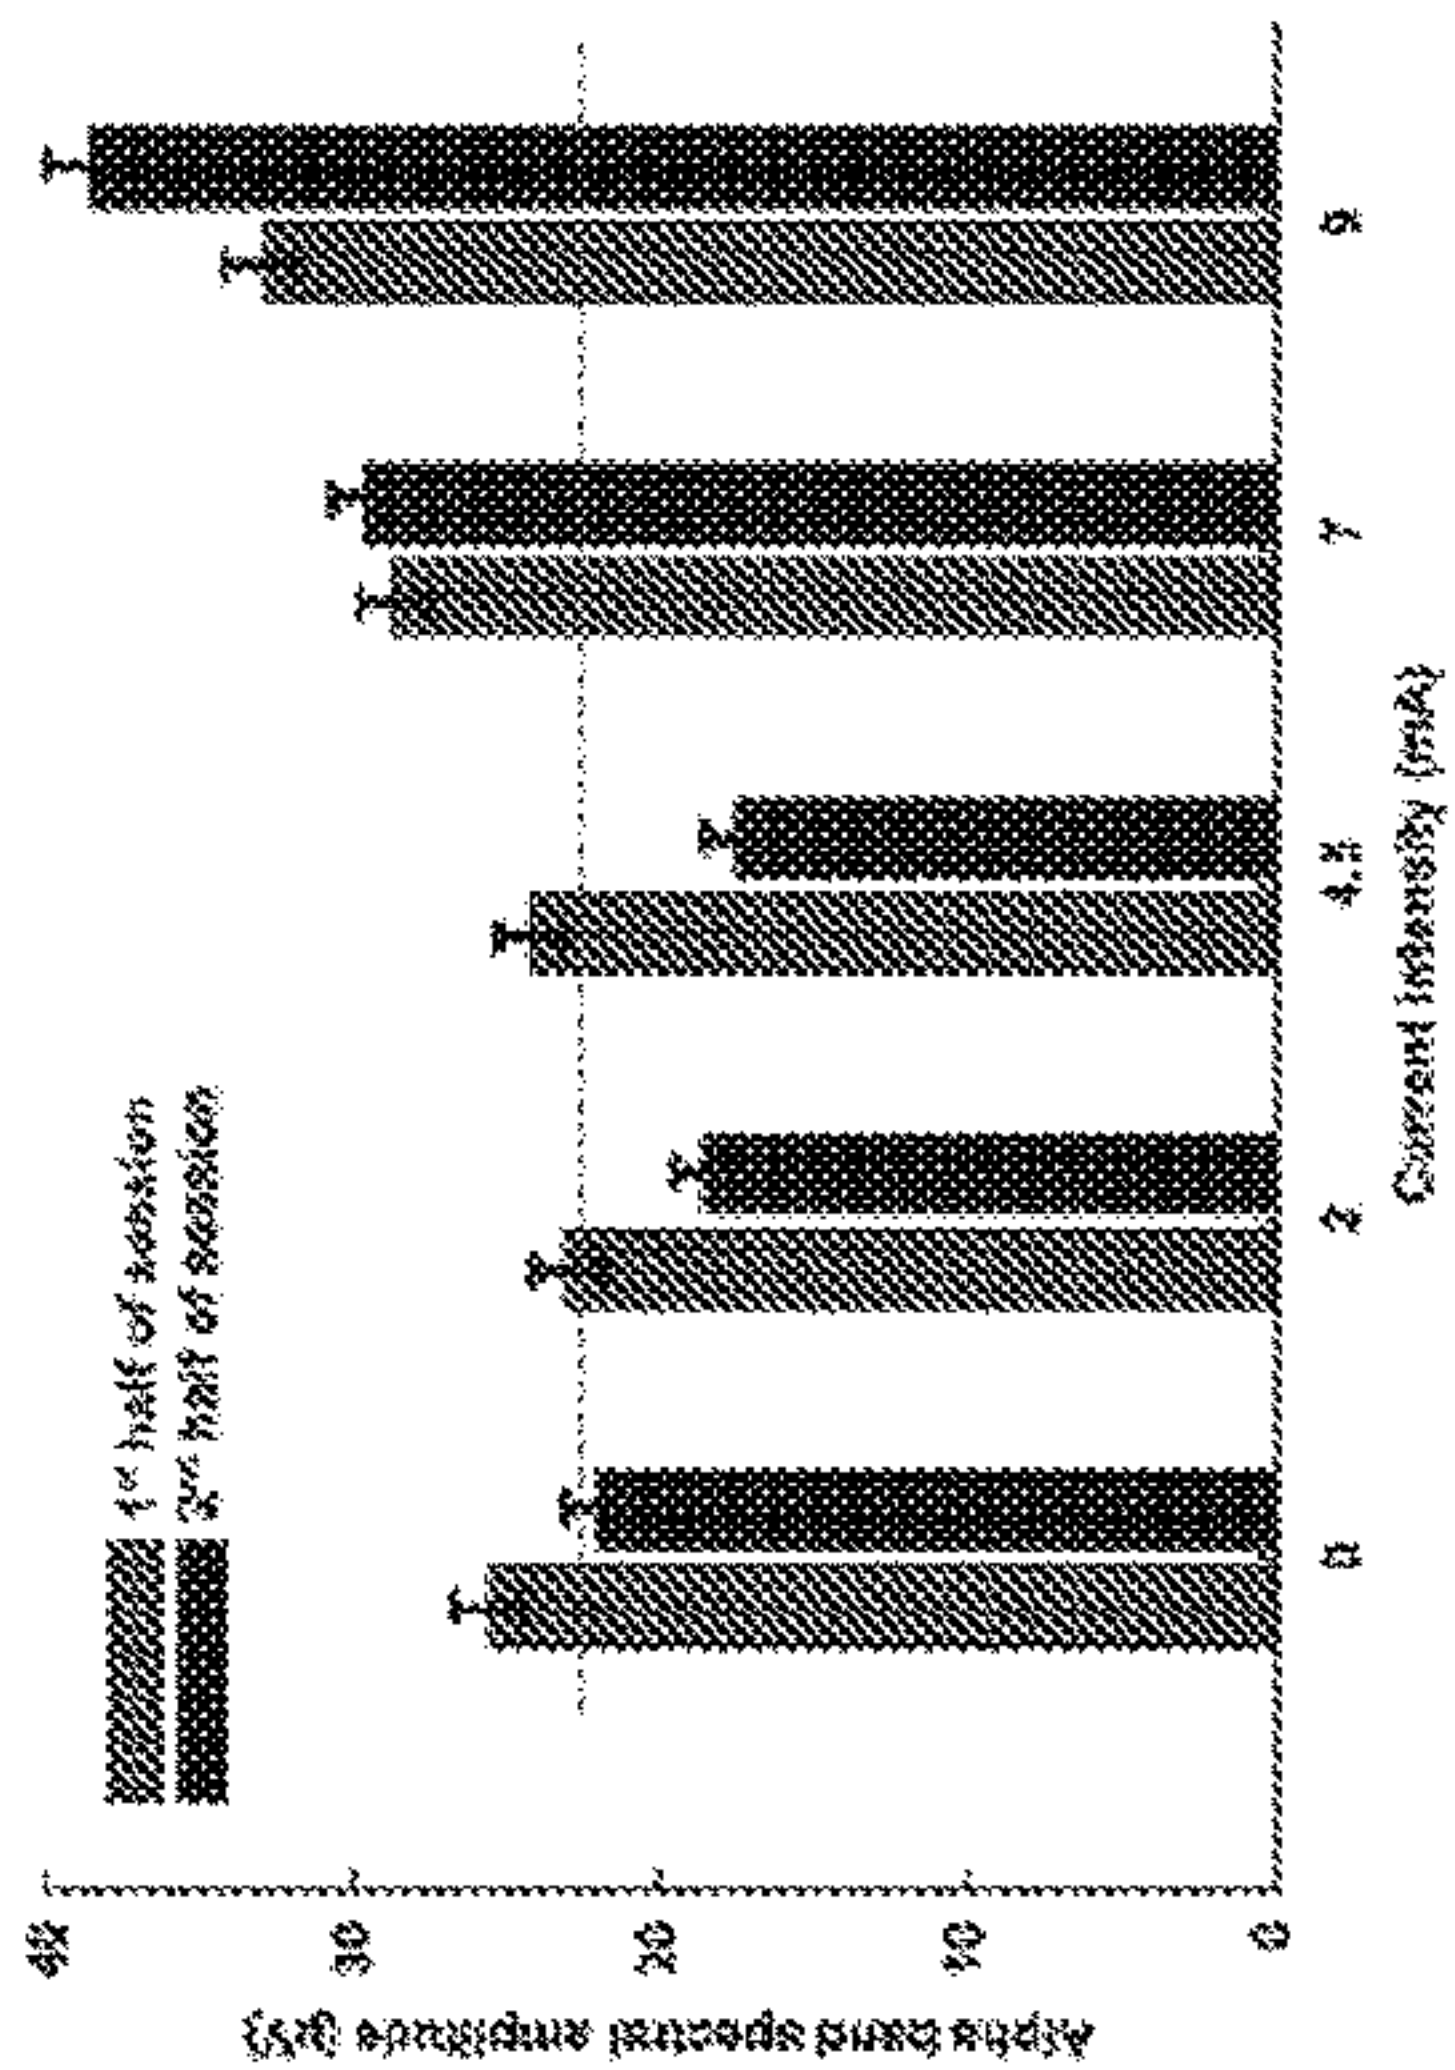 1st half of session
2nd half of session
40
30
20
10
0
Alpha band spectral amplitude (µV)
0
2
4.5
7
9
Current intensity (mA)